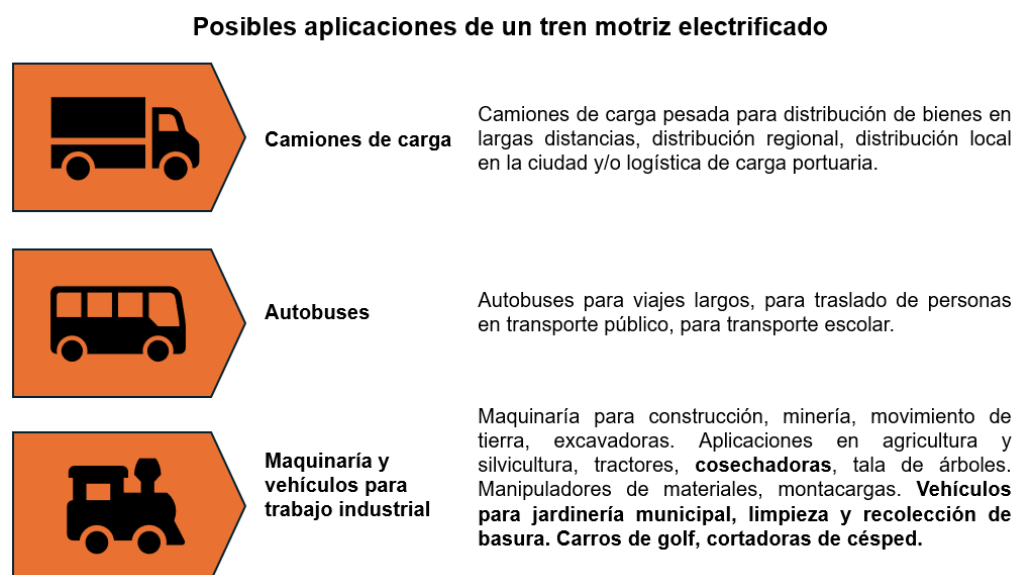 Posibles aplicaciones de un tren motriz electrificado
Camiones de carga
Camiones de carga pesada para distribución de bienes en
largas distancias, distribución regional, distribución local
en la ciudad y/o logística de carga portuaria.
Autobuses
Autobuses para viajes largos, para traslado de personas
en transporte público, para transporte escolar.
Maquinaría y
vehículos para
trabajo industrial
Maquinaría para construcción, minería, movimiento de
tierra, excavadoras. Aplicaciones en agricultura y
silvicultura, tractores, cosechadoras, tala de árboles.
Manipuladores de materiales, montacargas. Vehículos
para jardinería municipal, limpieza y recolección de
basura. Carros de golf, cortadoras de césped.